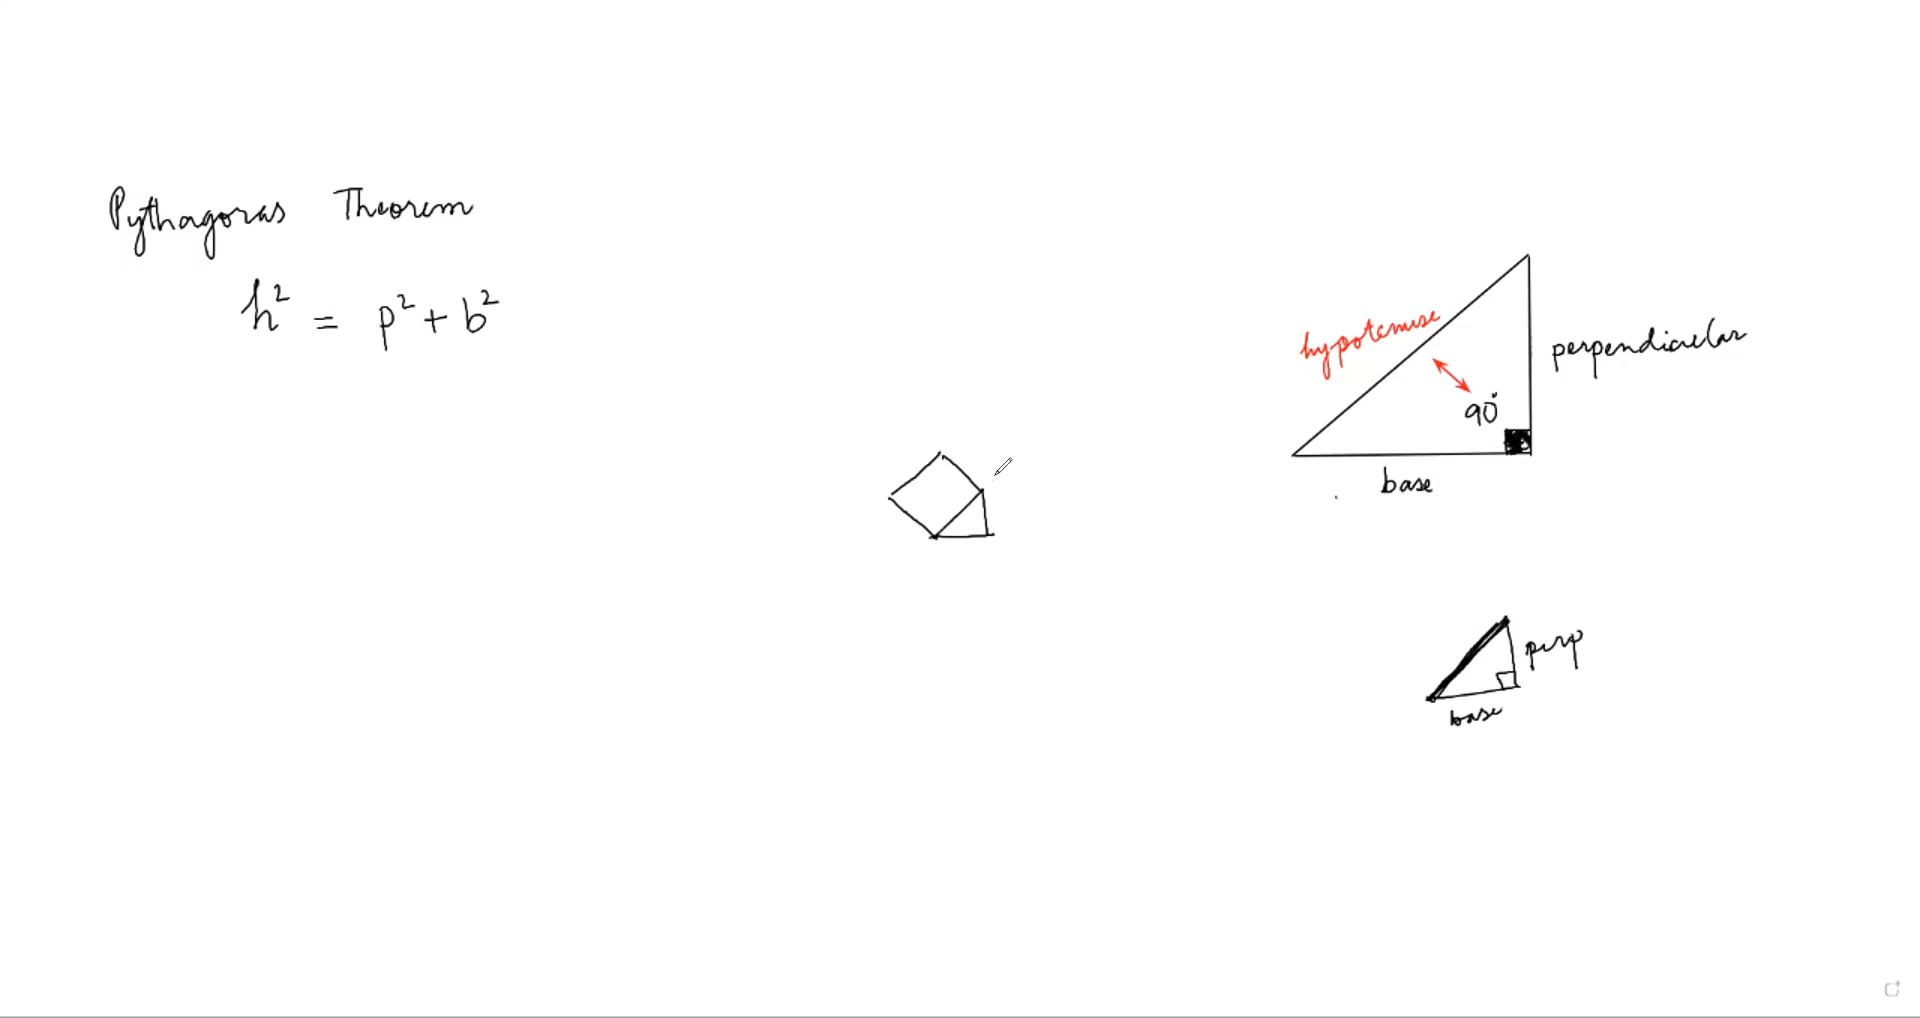 Pythagoras Theorem
h² = p² + b²
hypotenuse
perpendicular
90°
base
perp
base